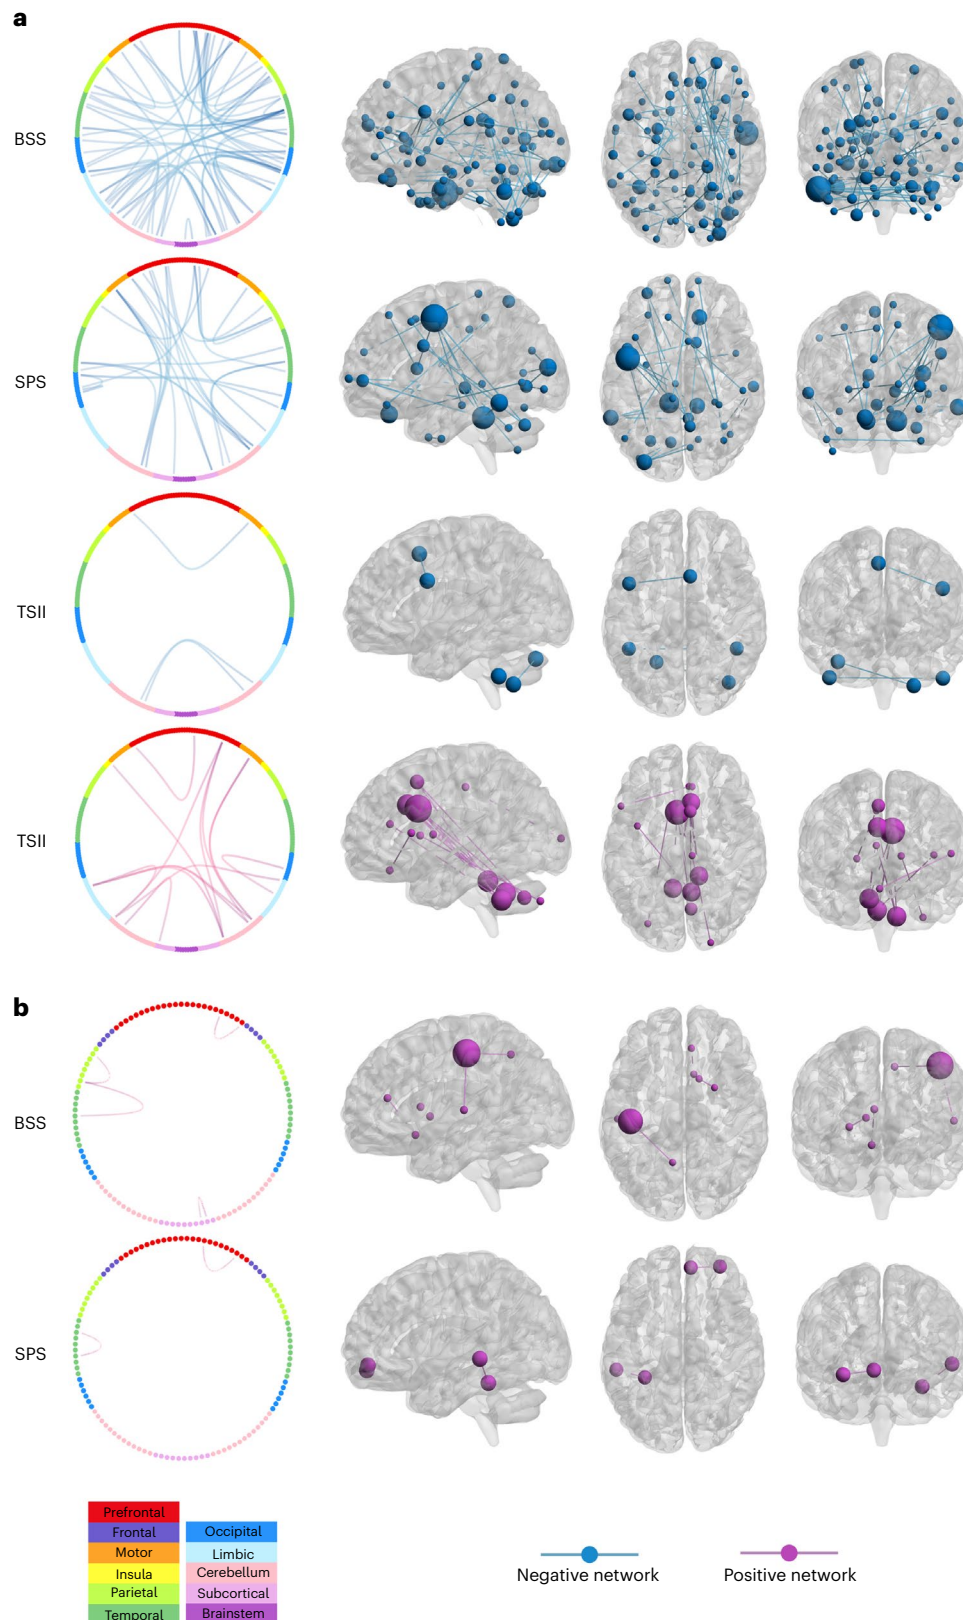 a
BSS
SPS
TSII
TSII
b
BSS
SPS
Prefrontal
Frontal
Motor
Insula
Parietal
Temporal
Occipital
Limbic
Cerebellum
Subcortical
Brainstem
Negative network
Positive network